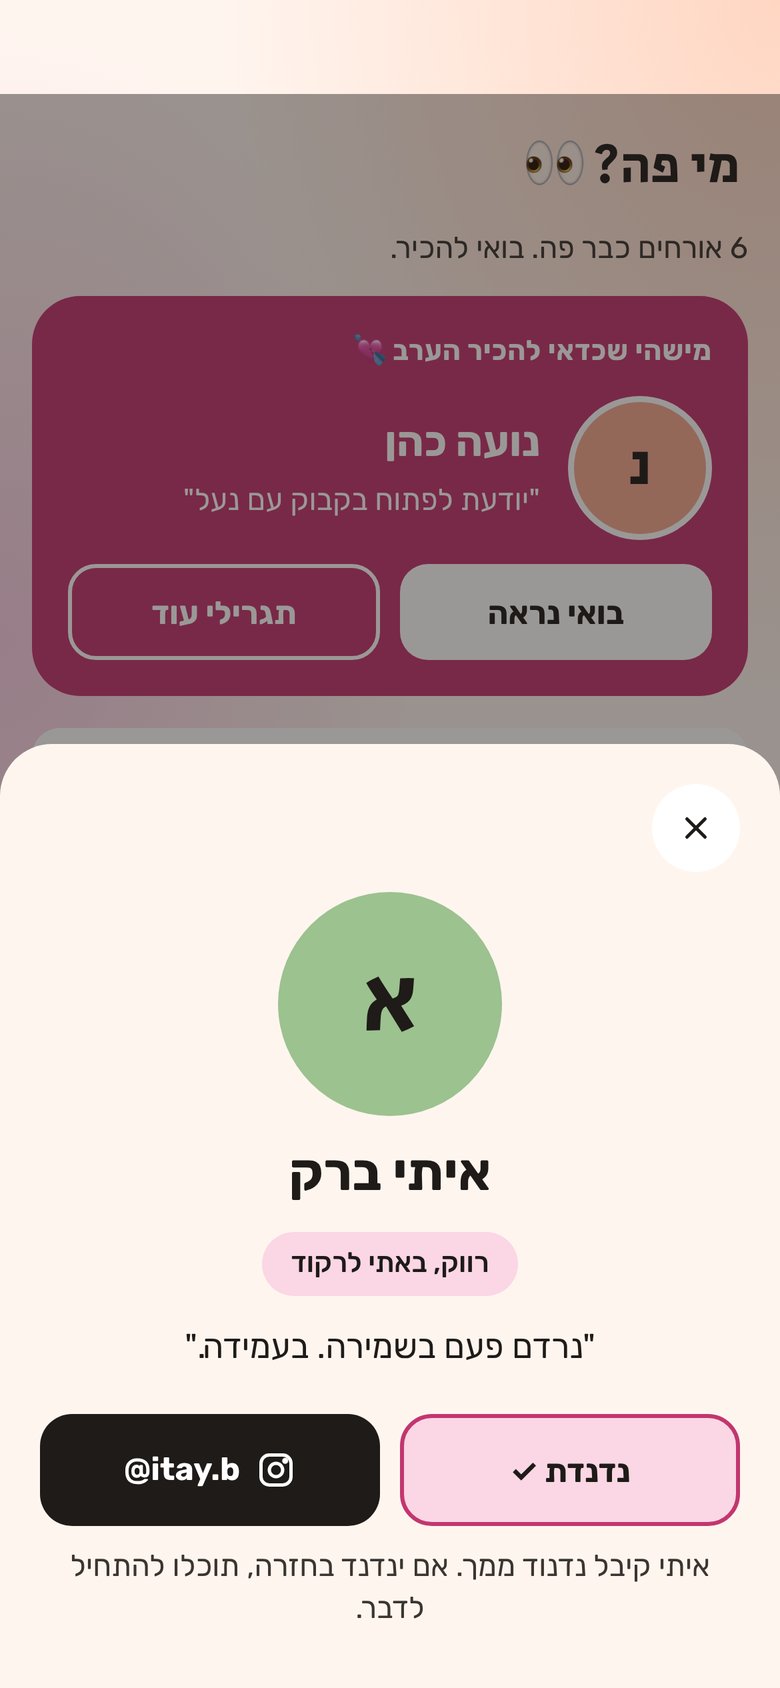 מי פה? 👀
6 אורחים כבר פה. בואי להכיר.
מישהי שכדאי להכיר הערב 💘
נ
נועה כהן
"יודעת לפתוח בקבוק עם נעל"
בואי נראה
תגרילי עוד
א
איתי ברק
רווק, באתי לרקוד
"נרדם פעם בשמירה. בעמידה."
נדנדת ✓
@itay.b
איתי קיבל נדנוד ממך. אם ינדנד בחזרה, תוכלו להתחיל
לדבר.